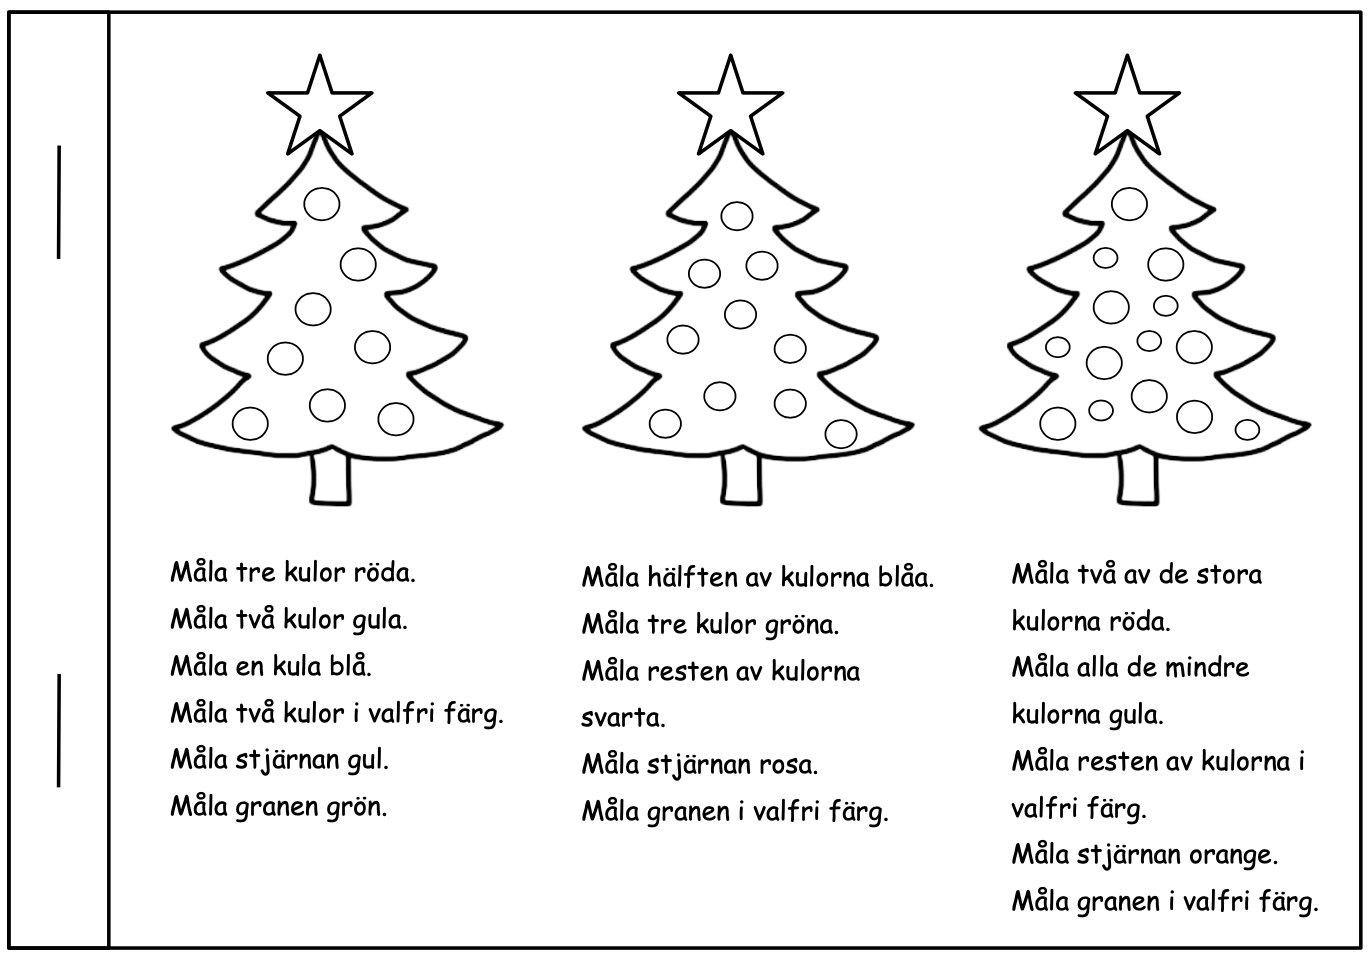 Måla tre kulor röda.
Måla två kulor gula.
Måla en kula blå.
Måla två kulor i valfri färg.
Måla stjärnan gul.
Måla granen grön.
Måla hälften av kulorna blåa.
Måla tre kulor gröna.
Måla resten av kulorna
svarta.
Måla stjärnan rosa.
Måla granen i valfri färg.
Måla två av de stora
kulorna röda.
Måla alla de mindre
kulorna gula.
Måla resten av kulorna i
valfri färg.
Måla stjärnan orange.
Måla granen i valfri färg.